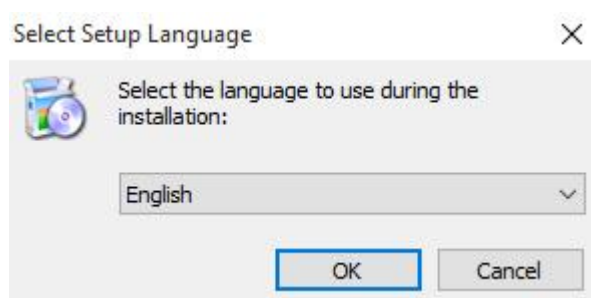 Select Setup Language
Select the language to use during the
installation:
English
OK
Cancel